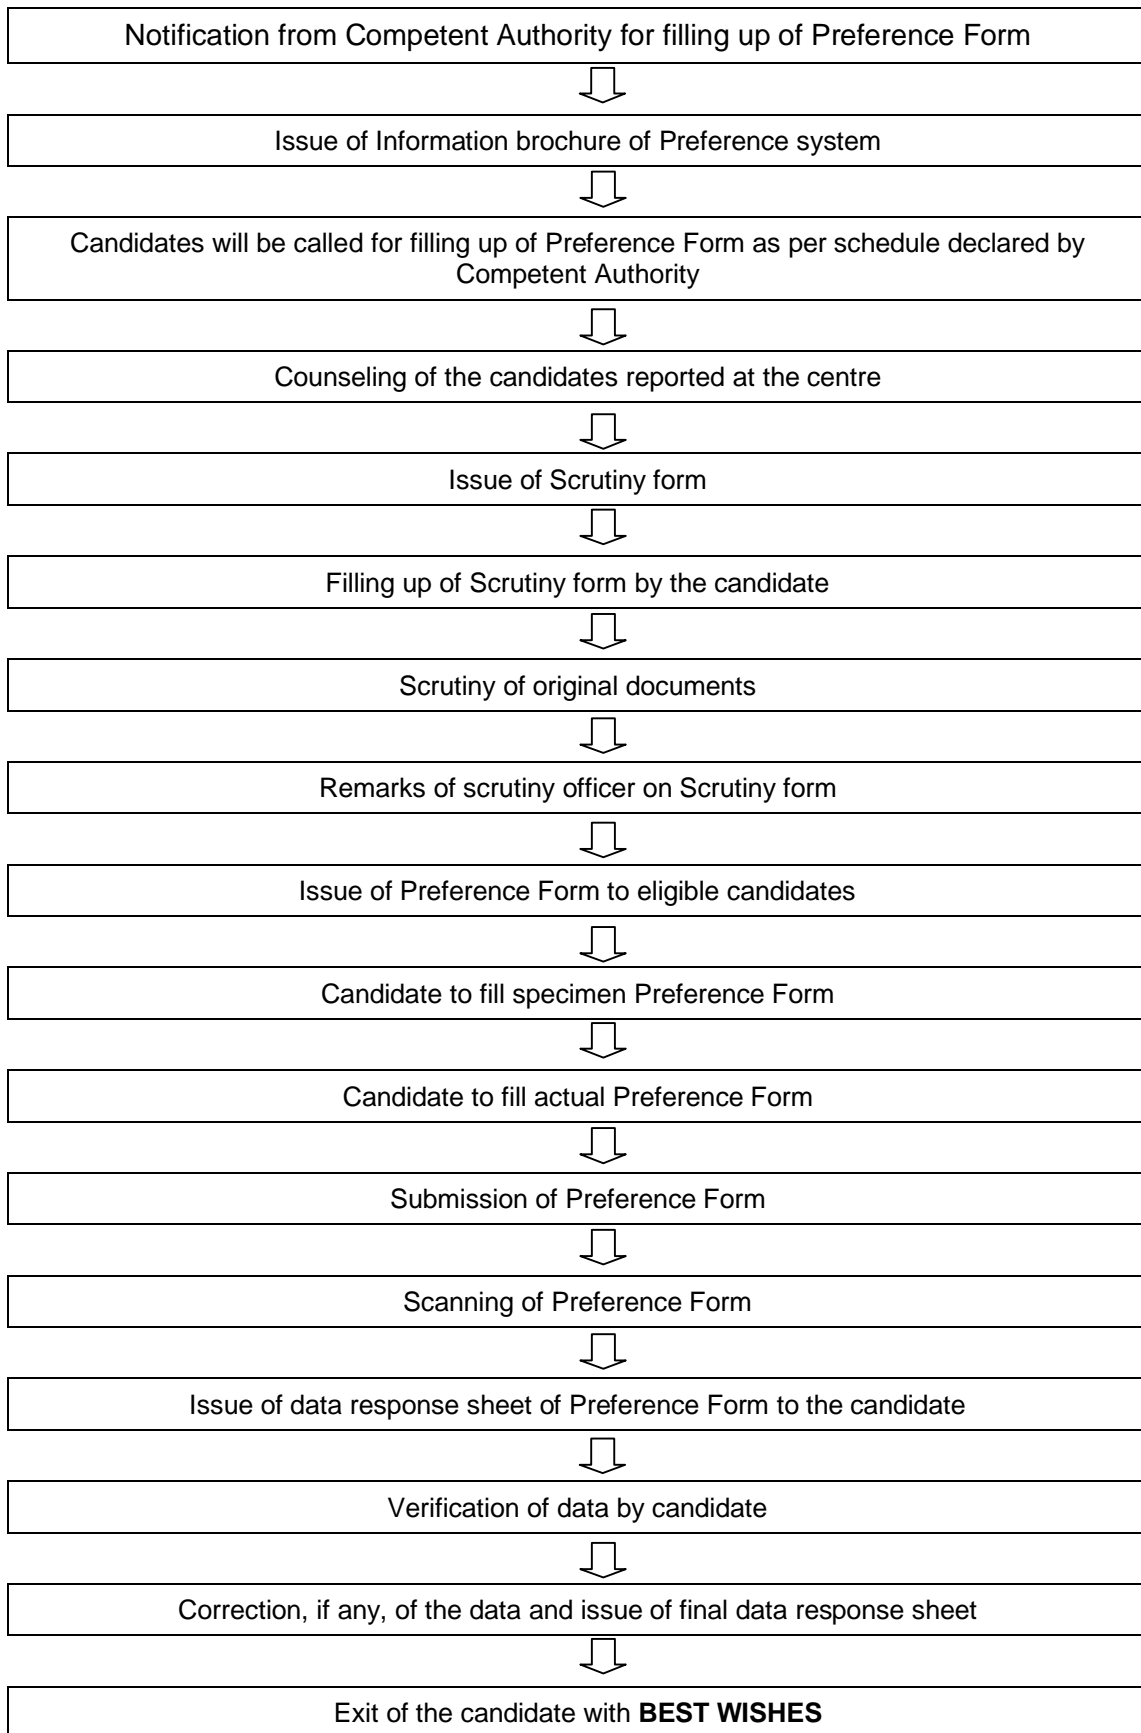 Notification from Competent Authority for filling up of Preference Form
Issue of Information brochure of Preference system
Candidates will be called for filling up of Preference Form as per schedule declared by
Competent Authority
Counseling of the candidates reported at the centre
Issue of Scrutiny form
Filling up of Scrutiny form by the candidate
Scrutiny of original documents
Remarks of scrutiny officer on Scrutiny form
Issue of Preference Form to eligible candidates
Candidate to fill specimen Preference Form
Candidate to fill actual Preference Form
Submission of Preference Form
Scanning of Preference Form
Issue of data response sheet of Preference Form to the candidate
Verification of data by candidate
Correction, if any, of the data and issue of final data response sheet
Exit of the candidate with BEST WISHES